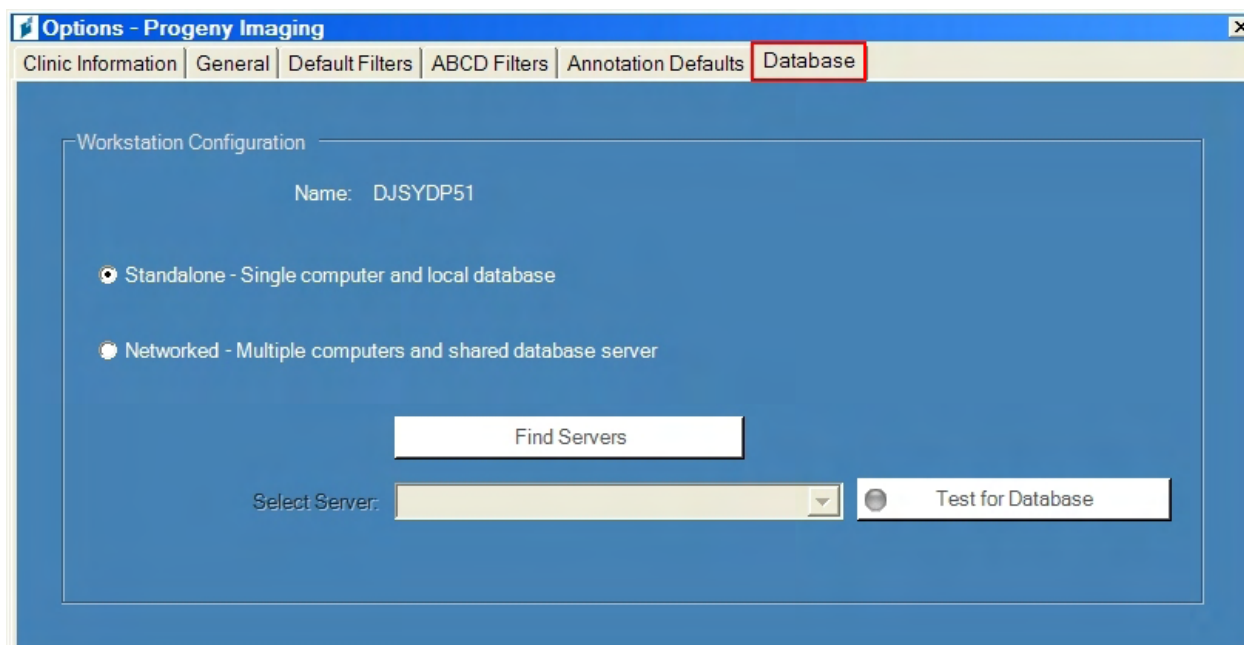 Options - Progeny Imaging
Clinic Information General Default Filters ABCD Filters Annotation Defaults Database
Workstation Configuration
Name: DJSYDP51
Standalone - Single computer and local database
Networked - Multiple computers and shared database server
Find Servers
Select Server: Test for Database